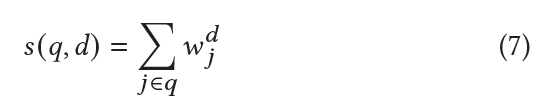 s(q, d) = ∑_{j∈q} w_j^d (7)